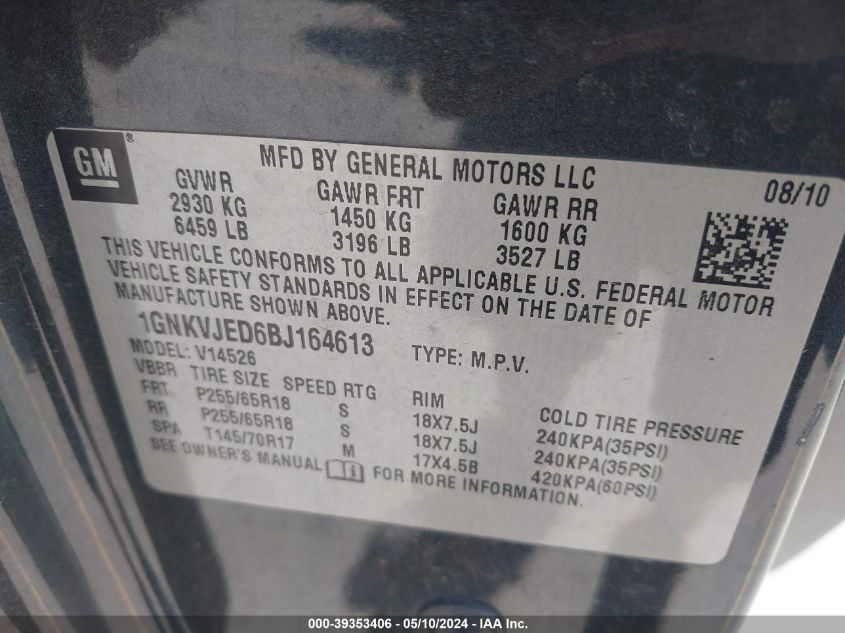 GM® MFD BY GENERAL MOTORS LLC 08/10
GVWR GAWR FRT GAWR RR
2930 KG 1450 KG 1600 KG
6459 LB 3196 LB 3527 LB
THIS VEHICLE CONFORMS TO ALL APPLICABLE U.S. FEDERAL MOTOR
VEHICLE SAFETY STANDARDS IN EFFECT ON THE DATE OF
MANUFACTURE SHOWN ABOVE.
1GNKVJED6BJ164613 TYPE: M.P.V.
MODEL: V14526
VBBR TIRE SIZE SPEED RTG RIM COLD TIRE PRESSURE
FRT P255/65R18 S 18X7.5J 240KPA(35PSI)
RR P255/65R18 S 18X7.5J 240KPA(35PSI)
SPA T145/70R17 M 17X4.5B 420KPA(60PSI)
SEE OWNER'S MANUAL FOR MORE INFORMATION.
000-39353406 — 05/10/2024 — IAA Inc.